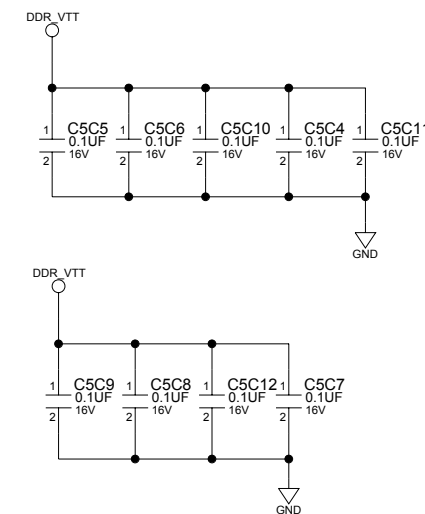 DDR_VTT
1 C5C5 1 C5C6 1 C5C10 1 C5C4 1 C5C11
0.1UF 0.1UF 0.1UF 0.1UF 0.1UF
2 16V 2 16V 2 16V 2 16V 2 16V
GND
DDR_VTT
1 C5C9 1 C5C8 1 C5C12 1 C5C7
0.1UF 0.1UF 0.1UF 0.1UF
2 16V 2 16V 2 16V 2 16V
GND